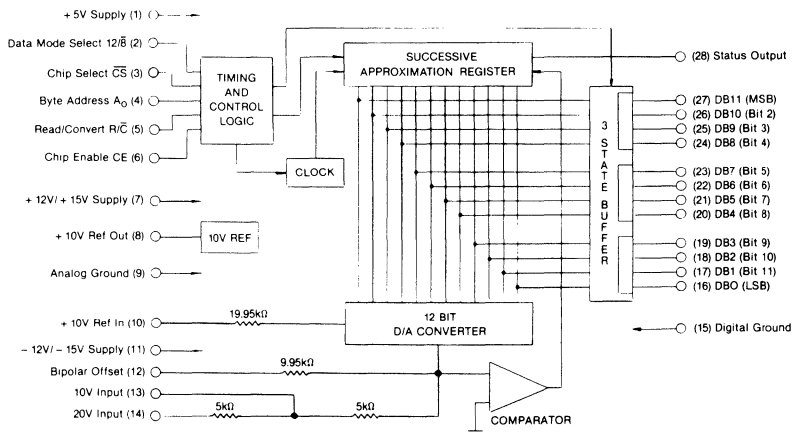 + 5V Supply (1)
Data Mode Select 12/8̅ (2)
Chip Select C̅S̅ (3)
Byte Address A₀ (4)
Read/Convert R/C̅ (5)
Chip Enable CE (6)
+ 12V/ + 15V Supply (7)
+ 10V Ref Out (8)
Analog Ground (9)
+ 10V Ref In (10)
- 12V/ - 15V Supply (11)
Bipolar Offset (12)
10V Input (13)
20V Input (14)
TIMING
AND
CONTROL
LOGIC
CLOCK
10V REF
SUCCESSIVE
APPROXIMATION REGISTER
19.95kΩ
12 BIT
D/A CONVERTER
9.95kΩ
5kΩ
5kΩ
COMPARATOR
3
STATE
BUFFER
(28) Status Output
(27) DB11 (MSB)
(26) DB10 (Bit 2)
(25) DB9 (Bit 3)
(24) DB8 (Bit 4)
(23) DB7 (Bit 5)
(22) DB6 (Bit 6)
(21) DB5 (Bit 7)
(20) DB4 (Bit 8)
(19) DB3 (Bit 9)
(18) DB2 (Bit 10)
(17) DB1 (Bit 11)
(16) DBO (LSB)
(15) Digital Ground